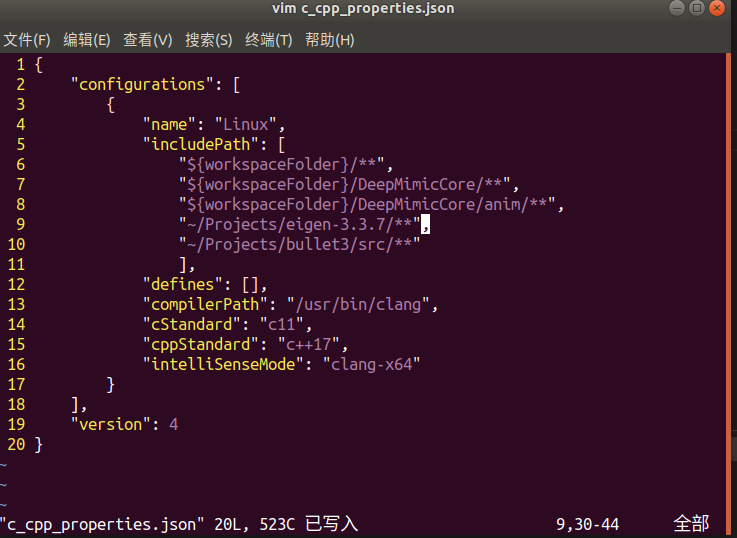 vim c_cpp_properties.json
文件(F) 编辑(E) 查看(V) 搜索(S) 终端(T) 帮助(H)
1 {
2     "configurations": [
3         {
4             "name": "Linux",
5             "includePath": [
6                 "${workspaceFolder}/**",
7                 "${workspaceFolder}/DeepMimicCore/**",
8                 "${workspaceFolder}/DeepMimicCore/anim/**",
9                 "~/Projects/eigen-3.3.7/**",
10                 "~/Projects/bullet3/src/**"
11                 ],
12             "defines": [],
13             "compilerPath": "/usr/bin/clang",
14             "cStandard": "c11",
15             "cppStandard": "c++17",
16             "intelliSenseMode": "clang-x64"
17         }
18     ],
19     "version": 4
20 }
~
~
~
"c_cpp_properties.json" 20L, 523C 已写入 9,30-44 全部